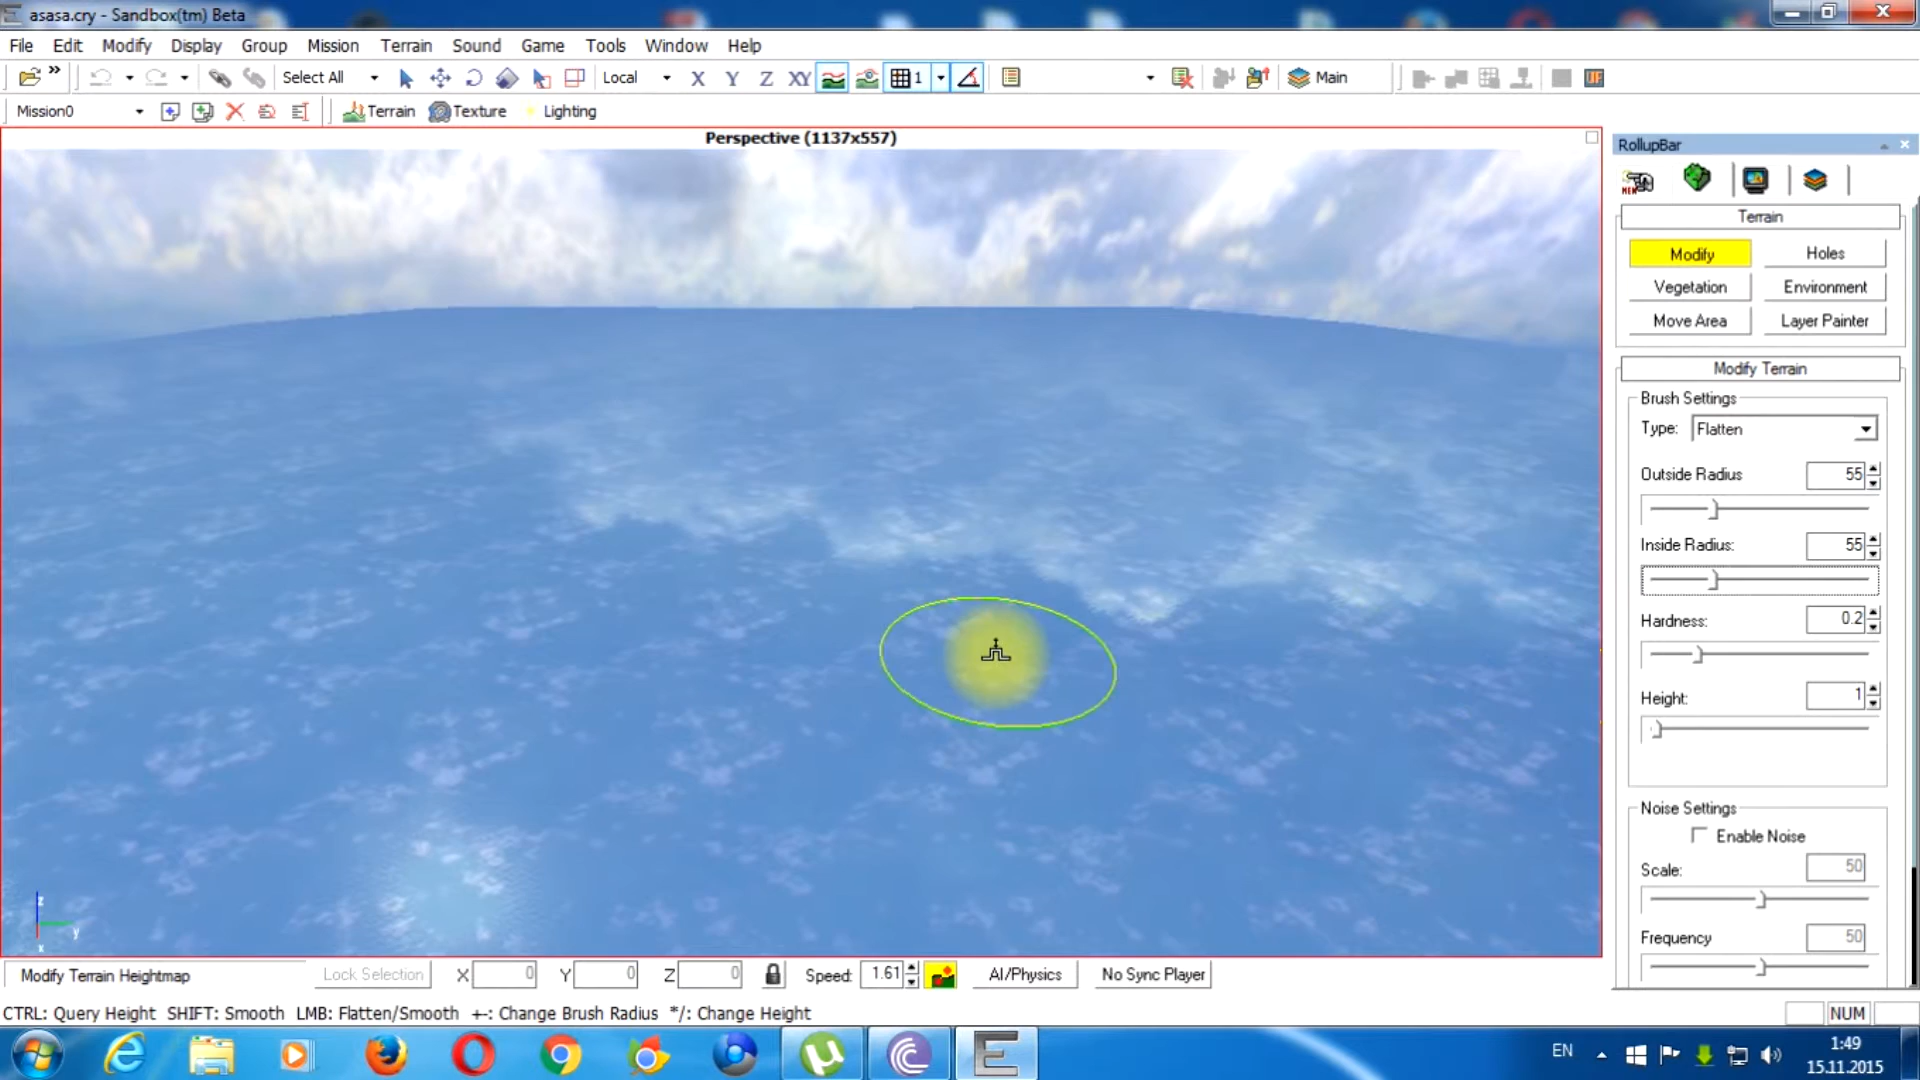 asasa.cry - Sandbox(tm) Beta
File Edit Modify Display Group Mission Terrain Sound Game Tools Window Help
Select All Local X Y Z XY 1 Main
Mission0 Terrain Texture Lighting
Perspective (1137x557)
RollupBar
Terrain
Modify Holes
Vegetation Environment
Move Area Layer Painter
Modify Terrain
Brush Settings
Type: Flatten
Outside Radius 55
Inside Radius: 55
Hardness: 0.2
Height: 1
Noise Settings
Enable Noise
Scale: 50
Frequency 50
z
y
x
Modify Terrain Heightmap Lock Selection X 0 Y 0 Z 0 Speed: 1.61 AI/Physics No Sync Player
CTRL: Query Height SHIFT: Smooth LMB: Flatten/Smooth +-: Change Brush Radius */: Change Height NUM
EN 1:49
15.11.2015